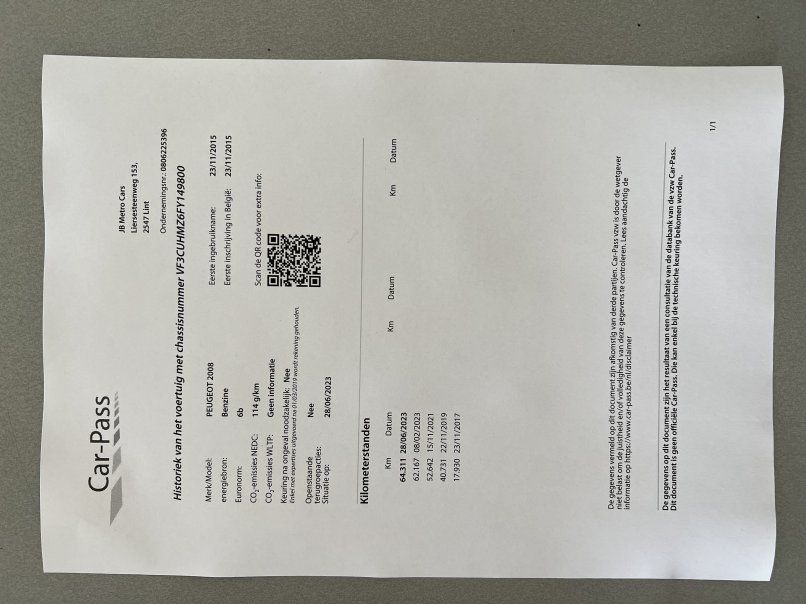 Car-Pass
JB Metro Cars
Liersesteenweg 153,
2547 Lint
Ondernemingsnr.: 0806225396
Historiek van het voertuig met chassisnummer VF3CUHMZ6FY149800
Merk/Model: PEUGEOT 2008
energiebron: Benzine
Euronorm: 6b
CO2-emissies NEDC: 114 g/km
CO2-emissies WLTP: Geen informatie
Keuring na ongeval noodzakelijk: Nee
Enkel met expertises uitgevoerd na 01/03/2019 wordt rekening gehouden.
Openstaande
terugroepacties: Nee
Situatie op: 28/06/2023
Eerste ingebruikname: 23/11/2015
Eerste inschrijving in België: 23/11/2015
Scan de QR code voor extra info:
Kilometerstanden
Km Datum Km Datum Km Datum
64.311 28/06/2023
62.167 08/02/2023
52.642 15/11/2021
40.731 22/11/2019
17.930 23/11/2017
De gegevens vermeld op dit document zijn afkomstig van derde partijen. Car-Pass vzw is door de wetgever
niet belast om de juistheid en/of volledigheid van deze gegevens te controleren. Lees aandachtig de
informatie op https://www.car-pass.be/nl/disclaimer
De gegevens op dit document zijn het resultaat van een consultatie van de databank van de vzw Car-Pass.
Dit document is geen officiële Car-Pass. Die kan enkel bij de technische keuring bekomen worden.
1/1